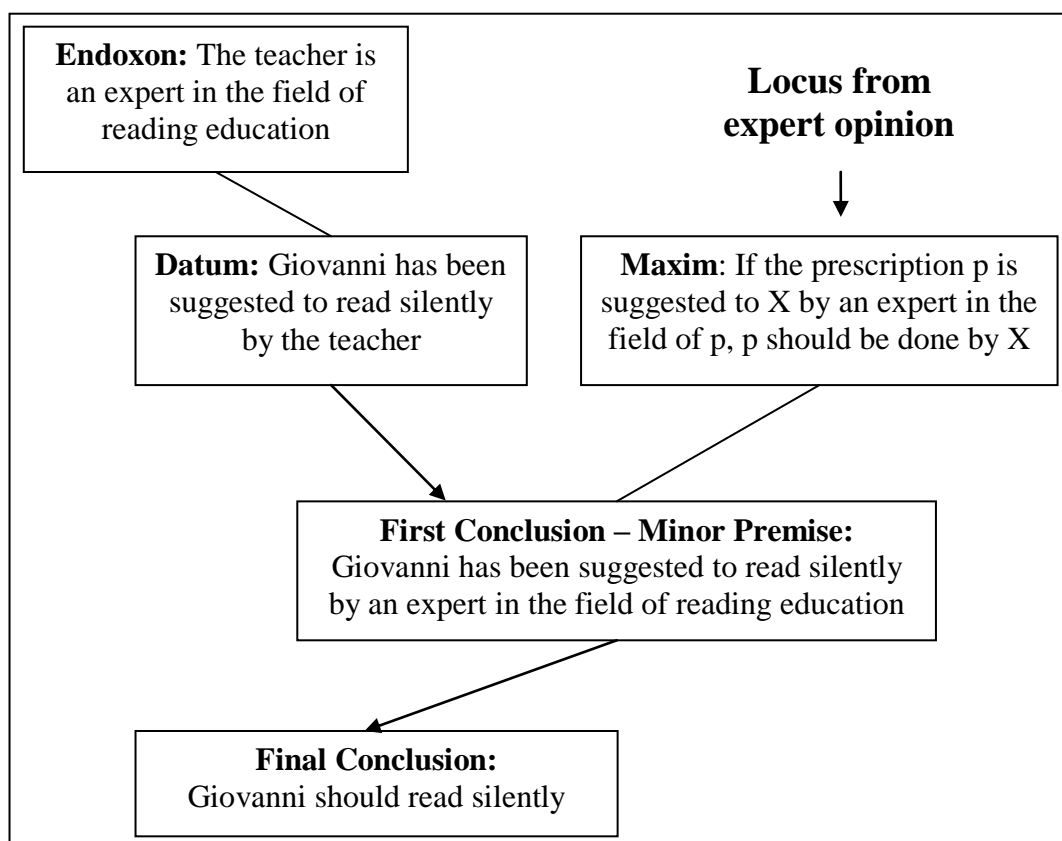 Endoxon: The teacher is
an expert in the field of
reading education
Locus from
expert opinion
Datum: Giovanni has been
suggested to read silently
by the teacher
Maxim: If the prescription p is
suggested to X by an expert in the
field of p, p should be done by X
First Conclusion – Minor Premise:
Giovanni has been suggested to read silently
by an expert in the field of reading education
Final Conclusion:
Giovanni should read silently